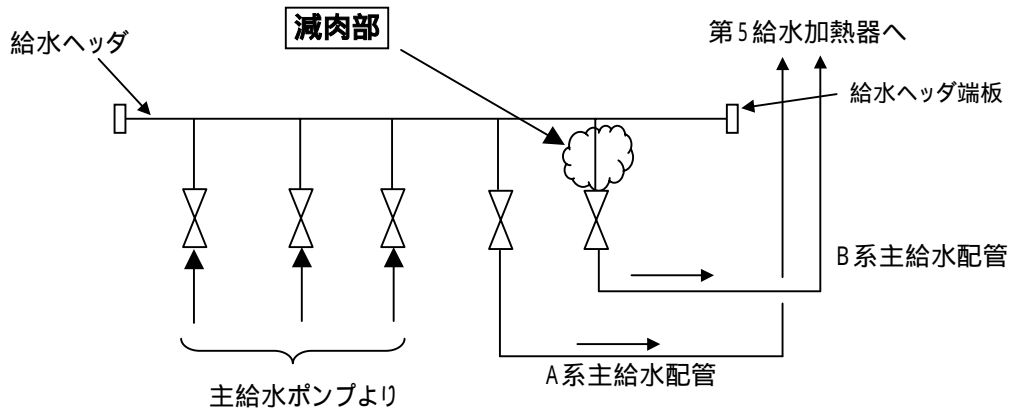 減肉部
給水ヘッダ
第5給水加熱器へ
給水ヘッダ端板
B系主給水配管
A系主給水配管
主給水ポンプより